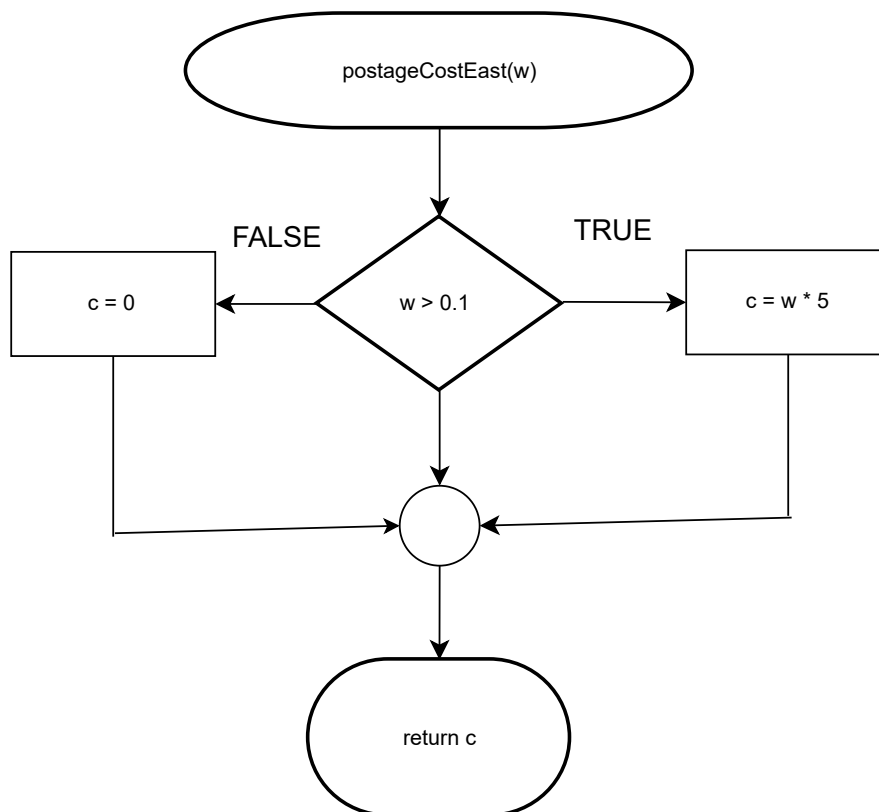 postageCostEast(w)
FALSE
TRUE
c = 0
w > 0.1
c = w * 5
return c